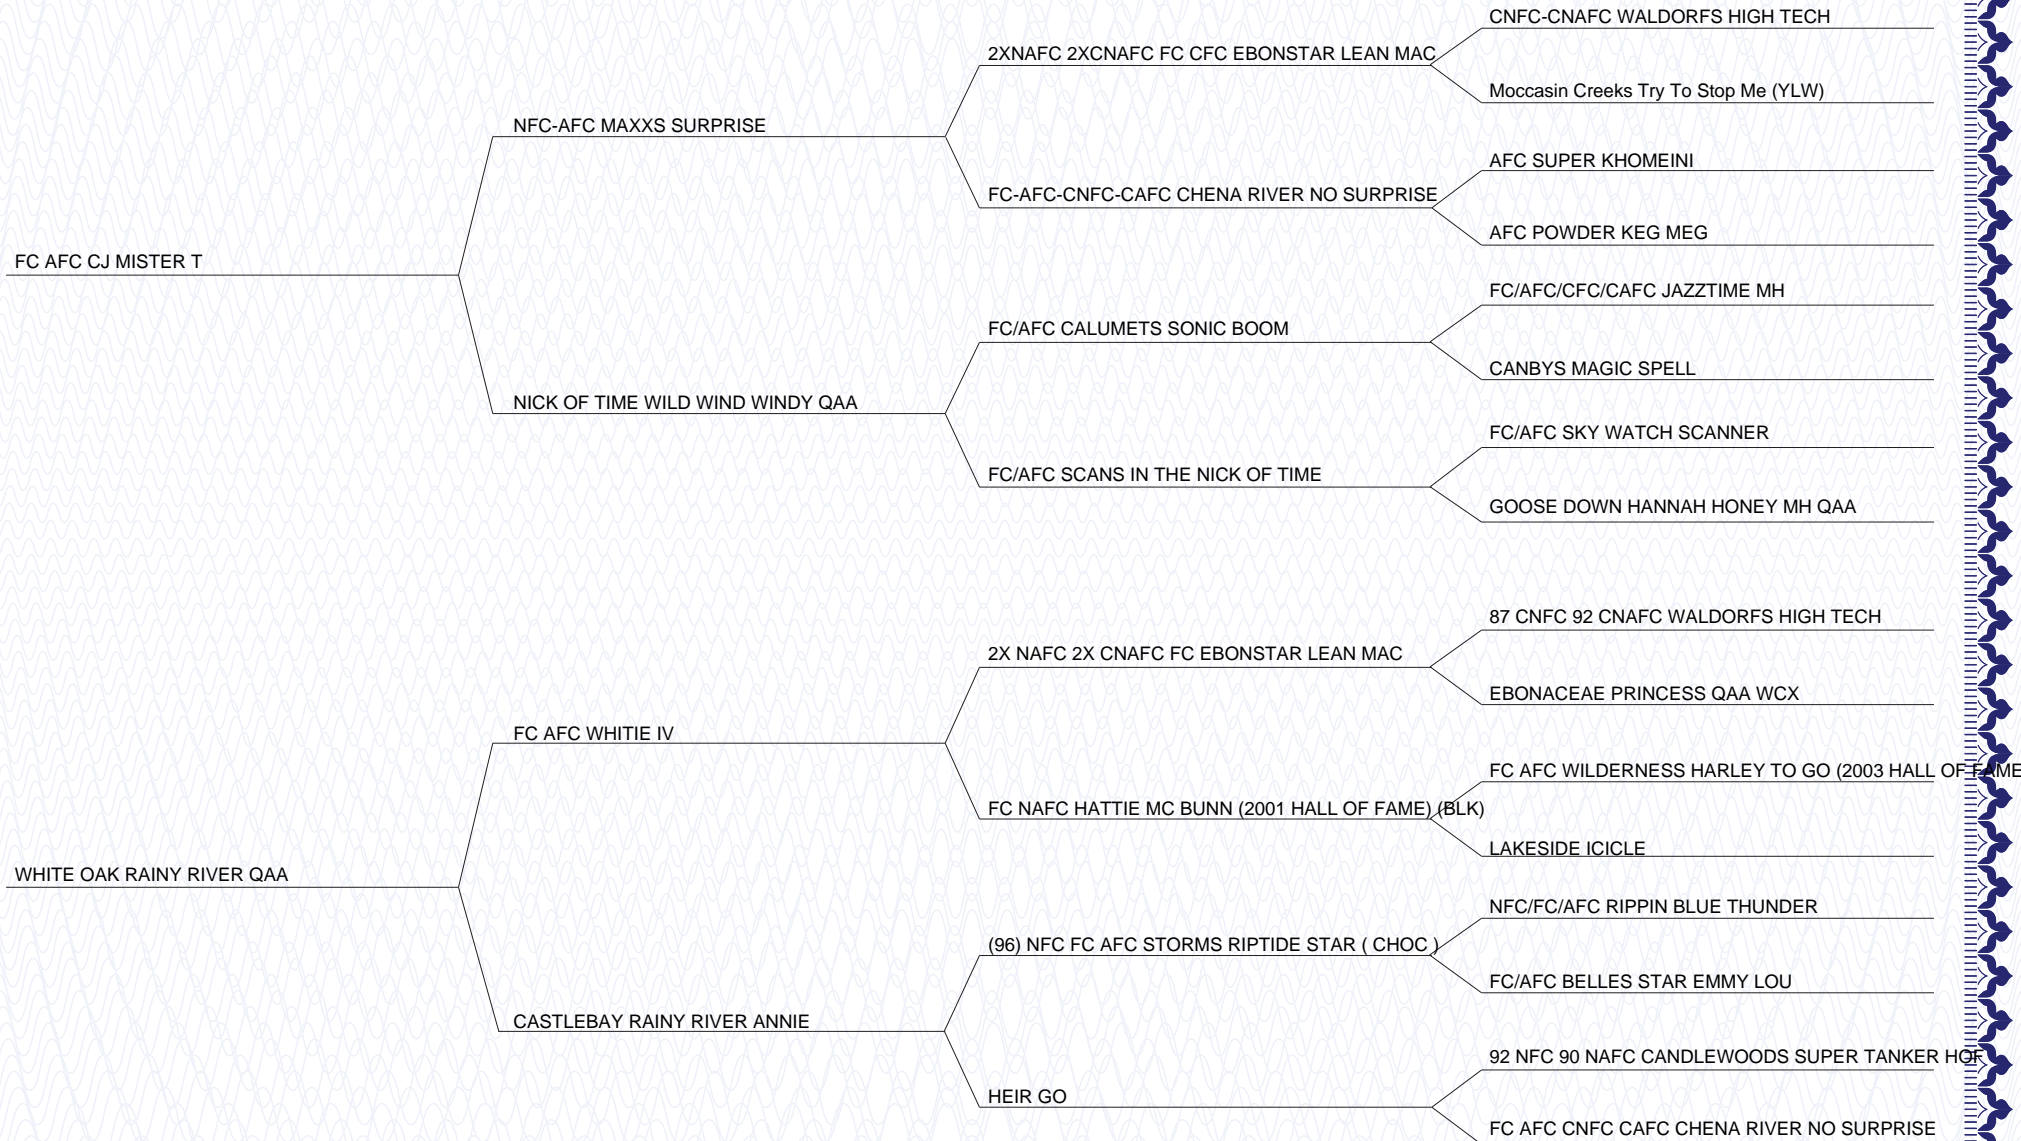 CNFC-CNAFC WALDORFS HIGH TECH
2XNAFC 2XCNAFC FC CFC EBONSTAR LEAN MAC
Moccasin Creeks Try To Stop Me (YLW)
NFC-AFC MAXXS SURPRISE
AFC SUPER KHOMEINI
FC-AFC-CNFC-CAFC CHENA RIVER NO SURPRISE
AFC POWDER KEG MEG
FC AFC CJ MISTER T
FC/AFC/CFC/CAFC JAZZTIME MH
FC/AFC CALUMETS SONIC BOOM
CANBYS MAGIC SPELL
NICK OF TIME WILD WIND WINDY QAA
FC/AFC SKY WATCH SCANNER
FC/AFC SCANS IN THE NICK OF TIME
GOOSE DOWN HANNAH HONEY MH QAA
87 CNFC 92 CNAFC WALDORFS HIGH TECH
2X NAFC 2X CNAFC FC EBONSTAR LEAN MAC
EBONACEAE PRINCESS QAA WCX
FC AFC WHITIE IV
FC AFC WILDERNESS HARLEY TO GO (2003 HALL OF FAME
FC NAFC HATTIE MC BUNN (2001 HALL OF FAME) (BLK)
LAKESIDE ICICLE
WHITE OAK RAINY RIVER QAA
NFC/FC/AFC RIPPIN BLUE THUNDER
(96) NFC FC AFC STORMS RIPTIDE STAR ( CHOC )
FC/AFC BELLES STAR EMMY LOU
CASTLEBAY RAINY RIVER ANNIE
92 NFC 90 NAFC CANDLEWOODS SUPER TANKER HOF
HEIR GO
FC AFC CNFC CAFC CHENA RIVER NO SURPRISE